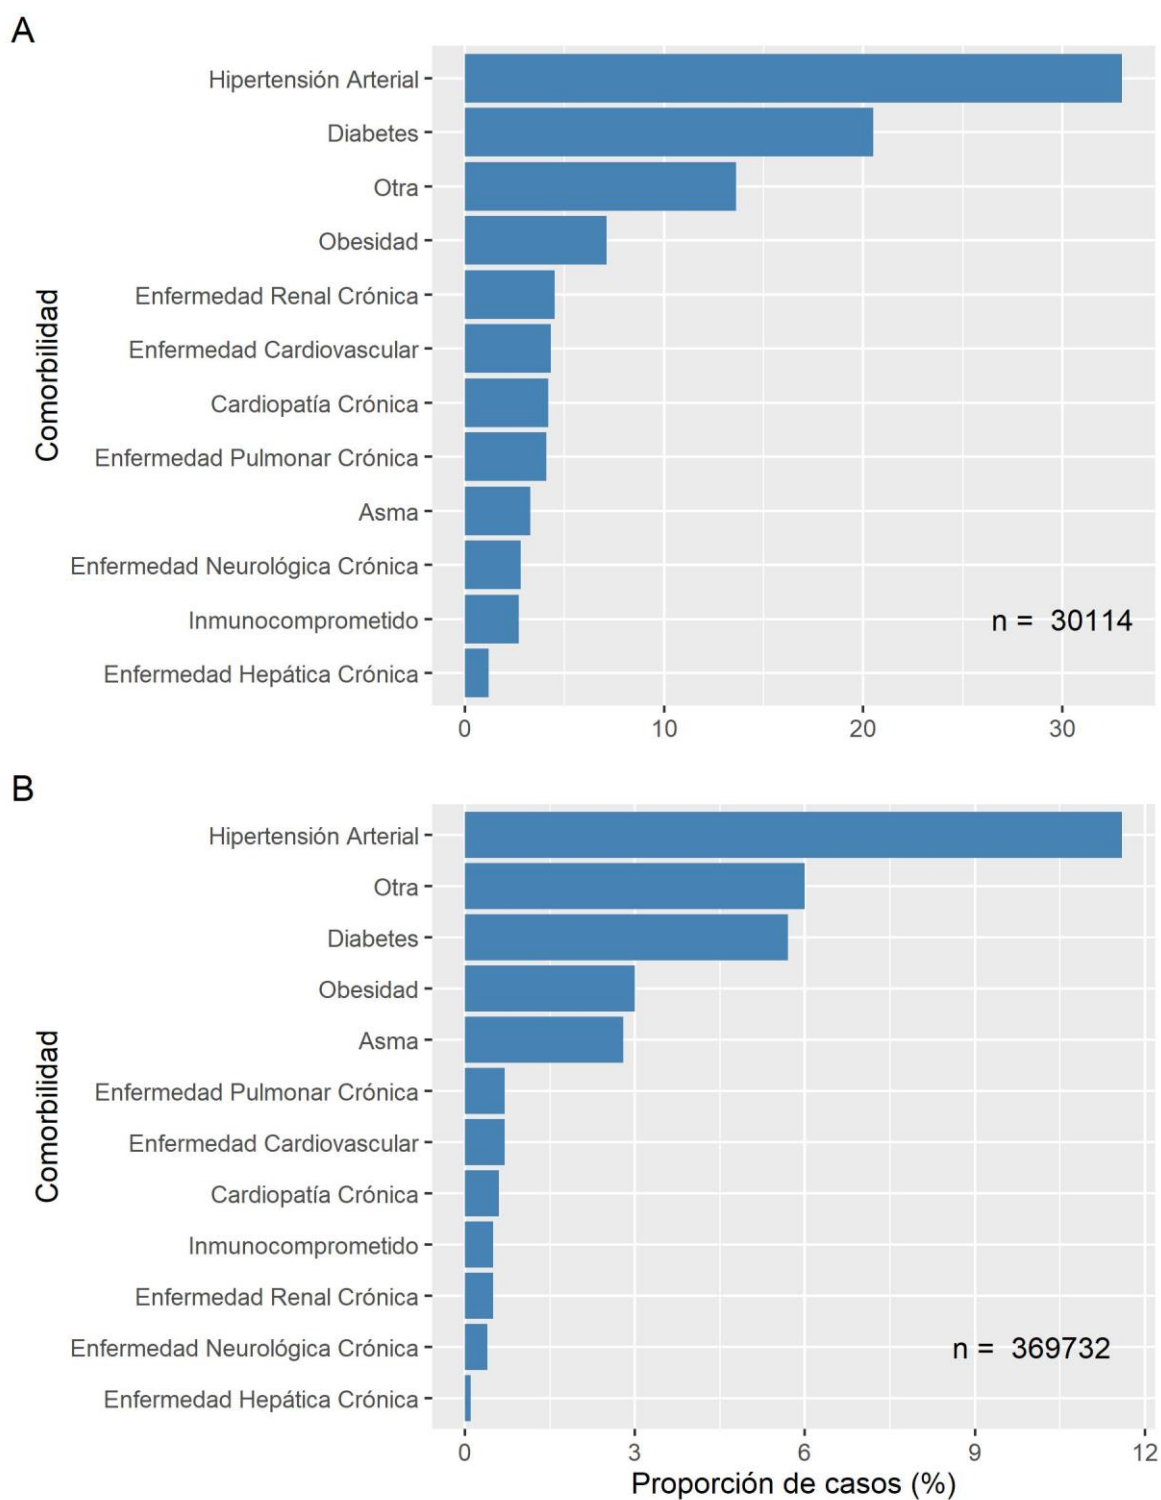 A
Hipertensión Arterial
Diabetes
Otra
Obesidad
Enfermedad Renal Crónica
Enfermedad Cardiovascular
Cardiopatía Crónica
Enfermedad Pulmonar Crónica
Asma
Enfermedad Neurológica Crónica
Inmunocomprometido
Enfermedad Hepática Crónica
Comorbilidad
n = 30114
0 10 20 30
B
Hipertensión Arterial
Otra
Diabetes
Obesidad
Asma
Enfermedad Pulmonar Crónica
Enfermedad Cardiovascular
Cardiopatía Crónica
Inmunocomprometido
Enfermedad Renal Crónica
Enfermedad Neurológica Crónica
Enfermedad Hepática Crónica
Comorbilidad
n = 369732
0 3 6 9 12
Proporción de casos (%)